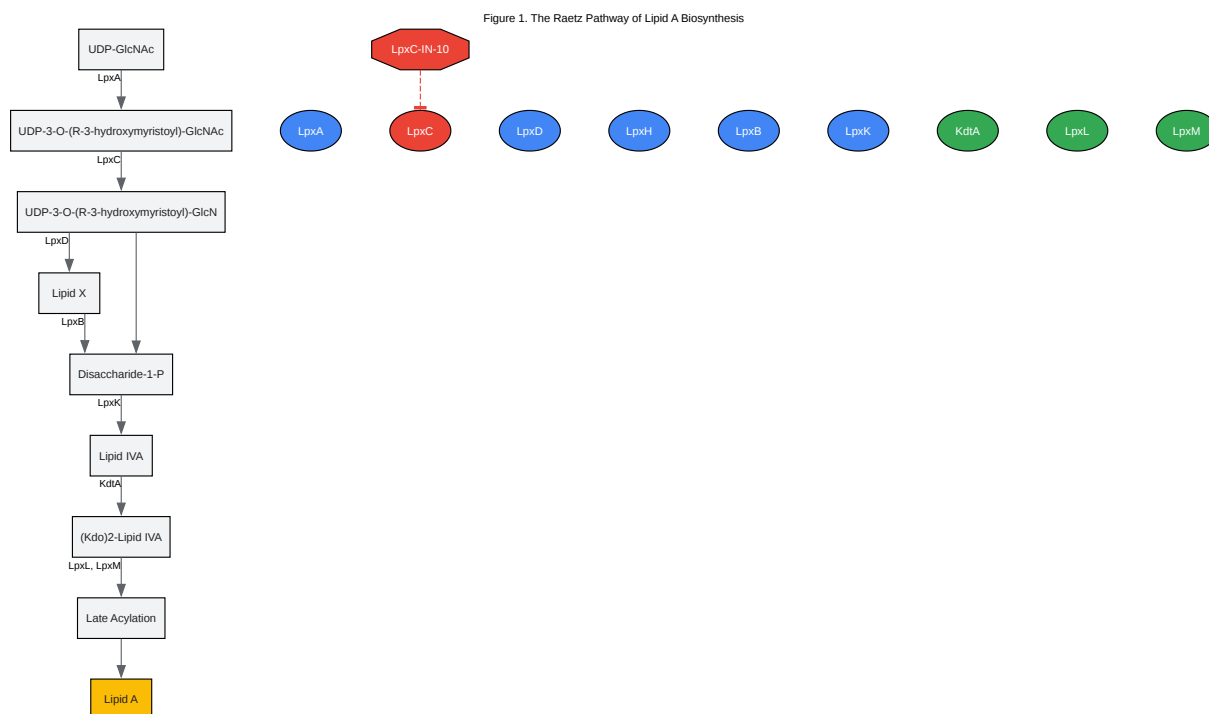 Figure 1. The Raetz Pathway of Lipid A Biosynthesis
UDP-GlcNAc
LpxC-IN-10
LpxA
UDP-3-O-(R-3-hydroxymyristoyl)-GlcNAc
LpxA
LpxC
LpxD
LpxH
LpxB
LpxK
KdtA
LpxL
LpxM
LpxC
UDP-3-O-(R-3-hydroxymyristoyl)-GlcN
LpxD
Lipid X
LpxB
Disaccharide-1-P
LpxK
Lipid IVA
KdtA
(Kdo)2-Lipid IVA
LpxL, LpxM
Late Acylation
Lipid A